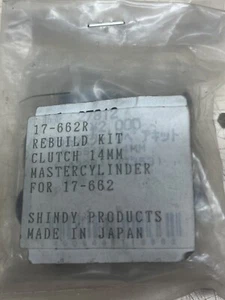 17-662R
REBUILD KIT
CLUTCH 14MM
MASTERCYLINDER
FOR 17-662
SHINDY PRODUCTS
MADE IN JAPAN